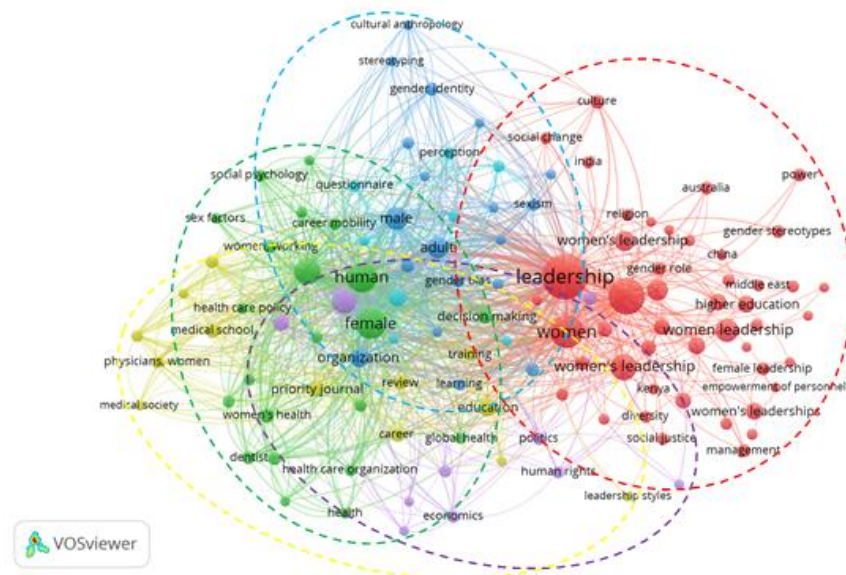 cultural anthropology
stereotyping
gender identity
culture
social change
perception
india
social psychology
questionnaire
australia
power
sexism
sex factors
career mobility
male
religion
gender stereotypes
women, working
adult
women's leadership
china
gender role
human
gender bias
leadership
middle east
health care policy
decision making
higher education
medical school
female
women
women leadership
physicians, women
organization
training
women's leadership
female leadership
priority journal
review
learning
kenya
empowerment of personnel
medical society
women's health
education
diversity
women's leaderships
career
global health
politics
social justice
management
dentist
health care organization
human rights
leadership styles
health
economics
VOSviewer